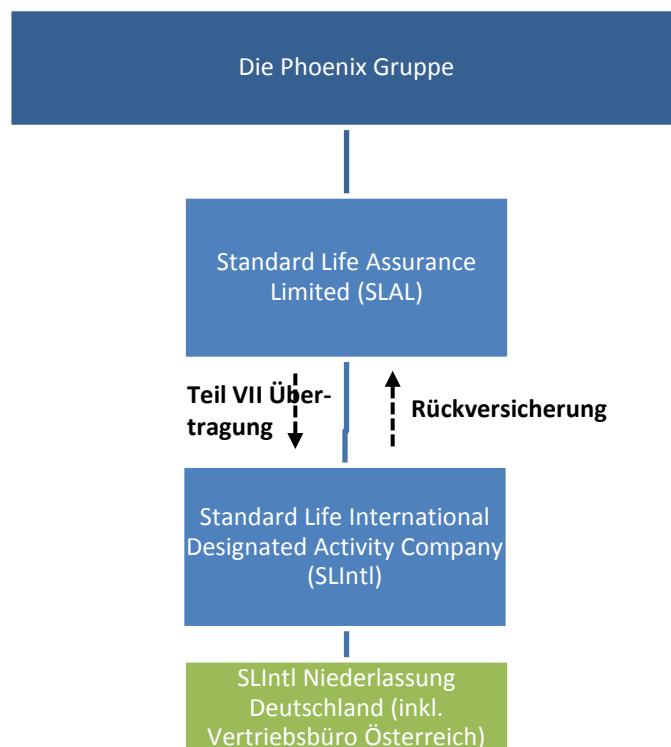 Die Phoenix Gruppe
Standard Life Assurance
Limited (SLAL)
Teil VII Über-
tragung
Rückversicherung
Standard Life International
Designated Activity Company
(SLIntl)
SLIntl Niederlassung
Deutschland (inkl.
Vertriebsbüro Österreich)